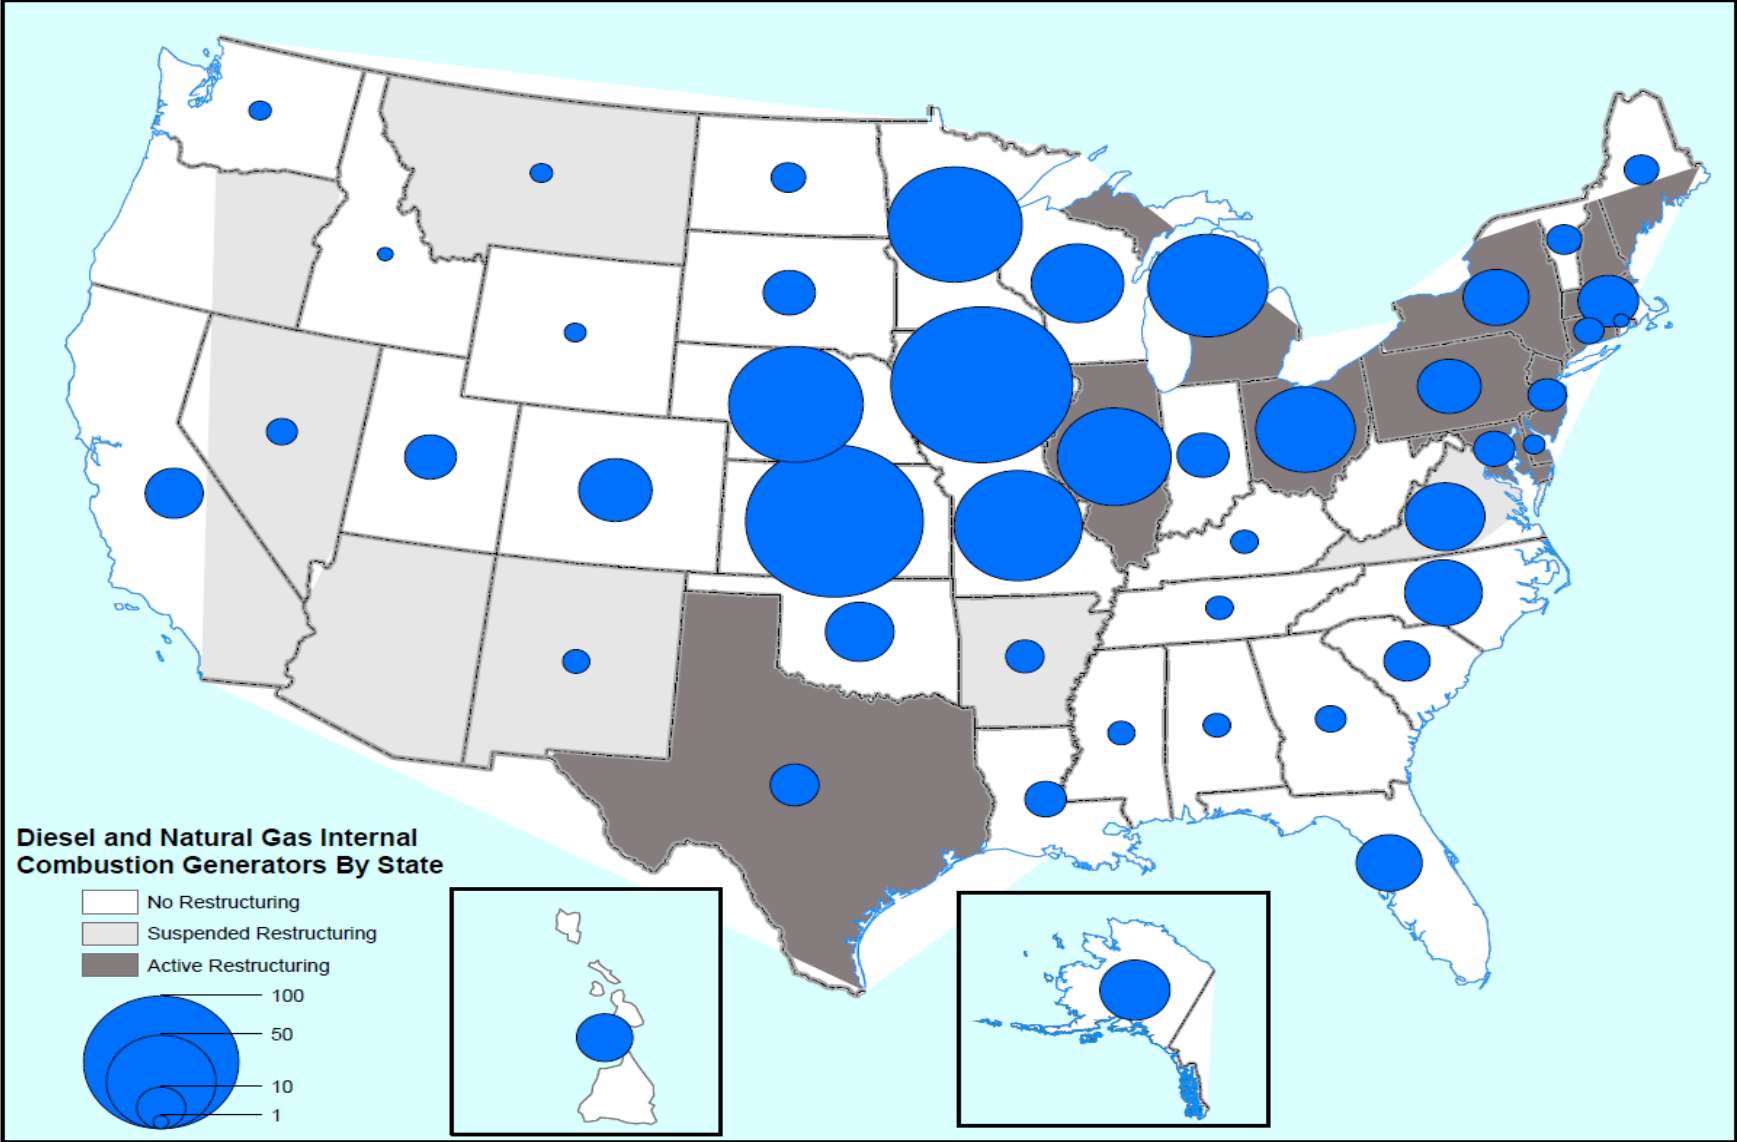 Diesel and Natural Gas Internal
Combustion Generators By State
No Restructuring
Suspended Restructuring
Active Restructuring
100
50
10
1